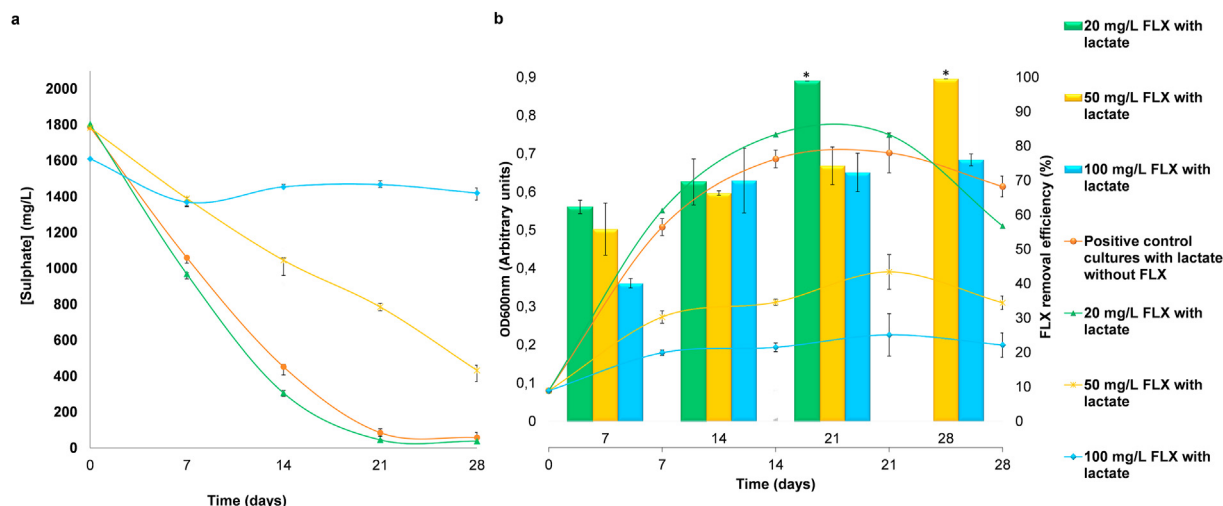 a
[Sulphate] (mg/L)
2000
1800
1600
1400
1200
1000
800
600
400
200
0
0 7 14 21 28
Time (days)
b
OD600nm (Arbitrary units)
0,9
0,8
0,7
0,6
0,5
0,4
0,3
0,2
0,1
0
* *
100
90
80
70
60
50
40
30
20
10
0
FLX removal efficiency (%)
7 14 21 28
0 7 14 21 28
Time (days)
20 mg/L FLX with
lactate
50 mg/L FLX with
lactate
100 mg/L FLX with
lactate
Positive control
cultures with lactate
without FLX
20 mg/L FLX with
lactate
50 mg/L FLX with
lactate
100 mg/L FLX with
lactate